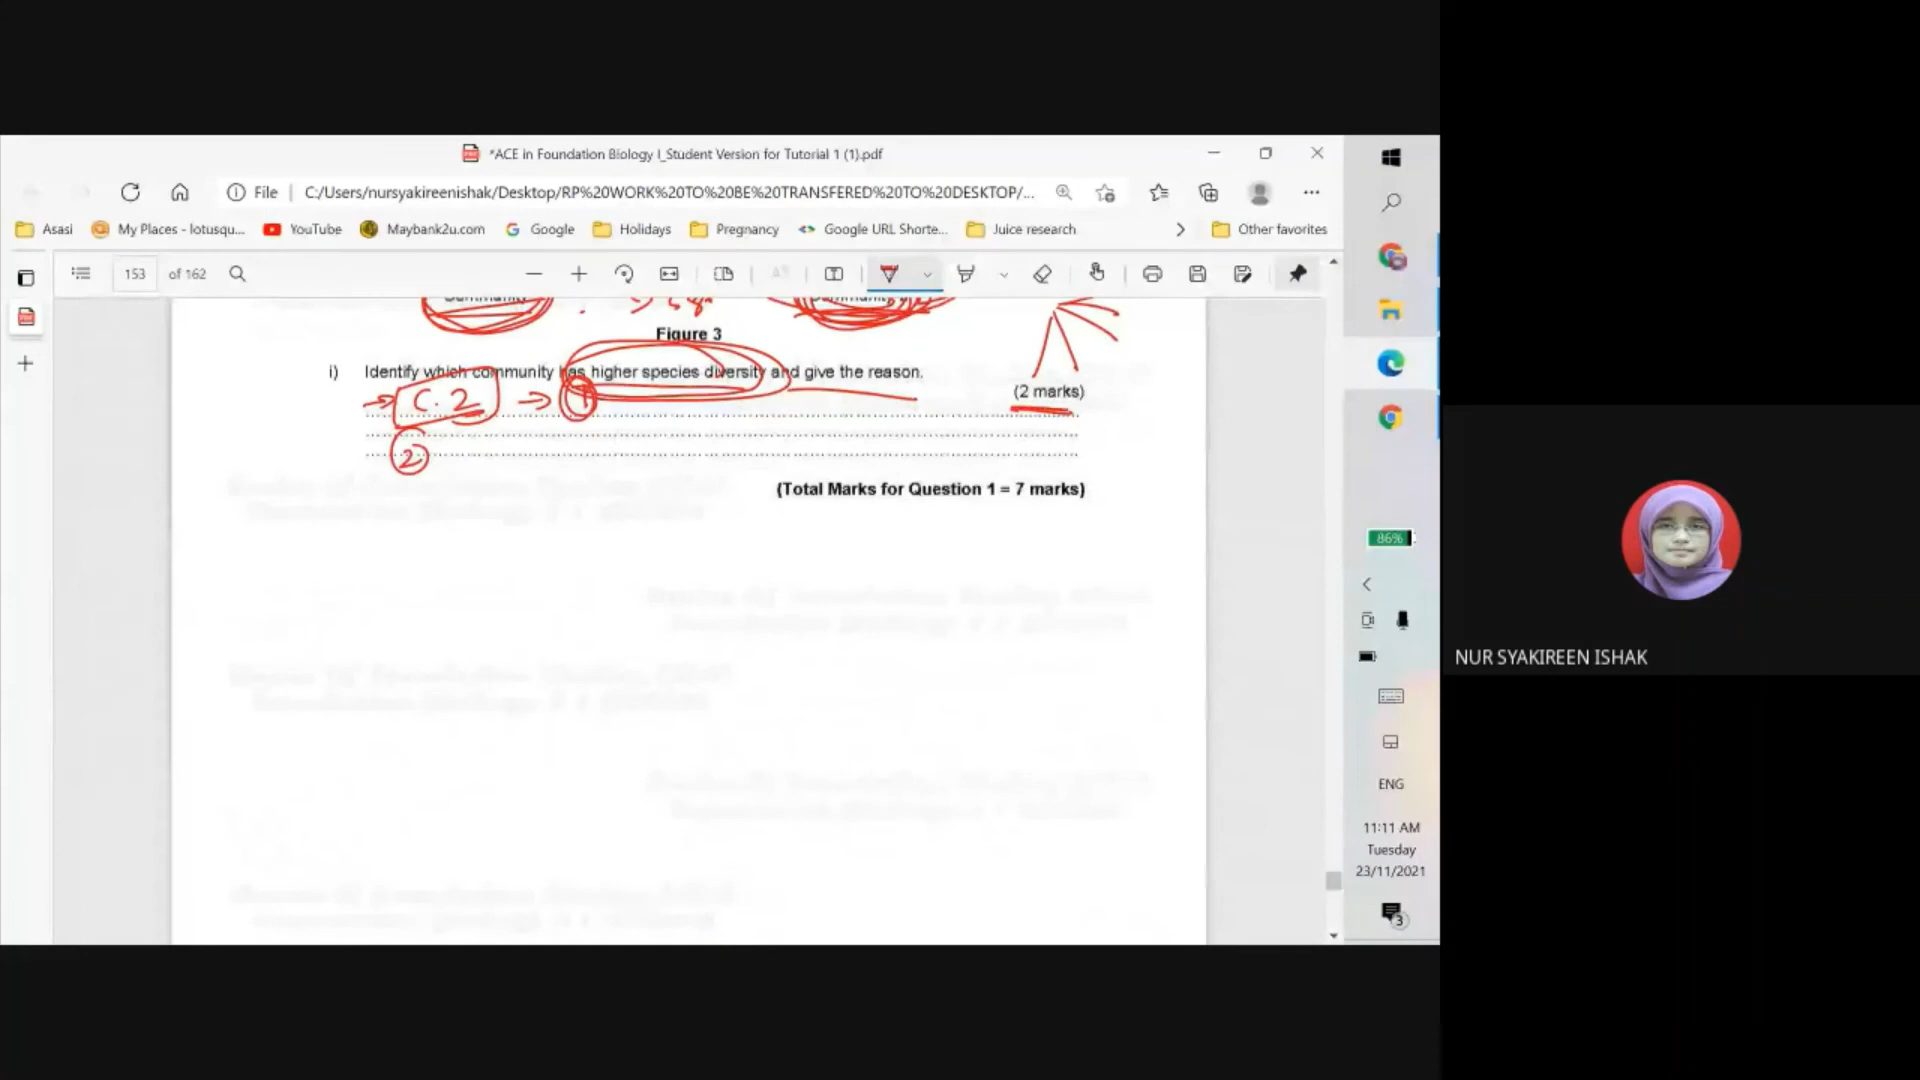 *ACE in Foundation Biology I_Student Version for Tutorial 1 (1).pdf
File | C:/Users/nursyakireenishak/Desktop/RP%20WORK%20TO%20BE%20TRANSFERED%20TO%20DESKTOP/...
Asasi My Places - lotusqu... YouTube Maybank2u.com Google Holidays Pregnancy Google URL Shorte... Juice research Other favorites
153 of 162
Figure 3
i) Identify which community has higher species diversity and give the reason.
(2 marks)
C. 2
2
(Total Marks for Question 1 = 7 marks)
86%
NUR SYAKIREEN ISHAK
ENG
11:11 AM
Tuesday
23/11/2021
3